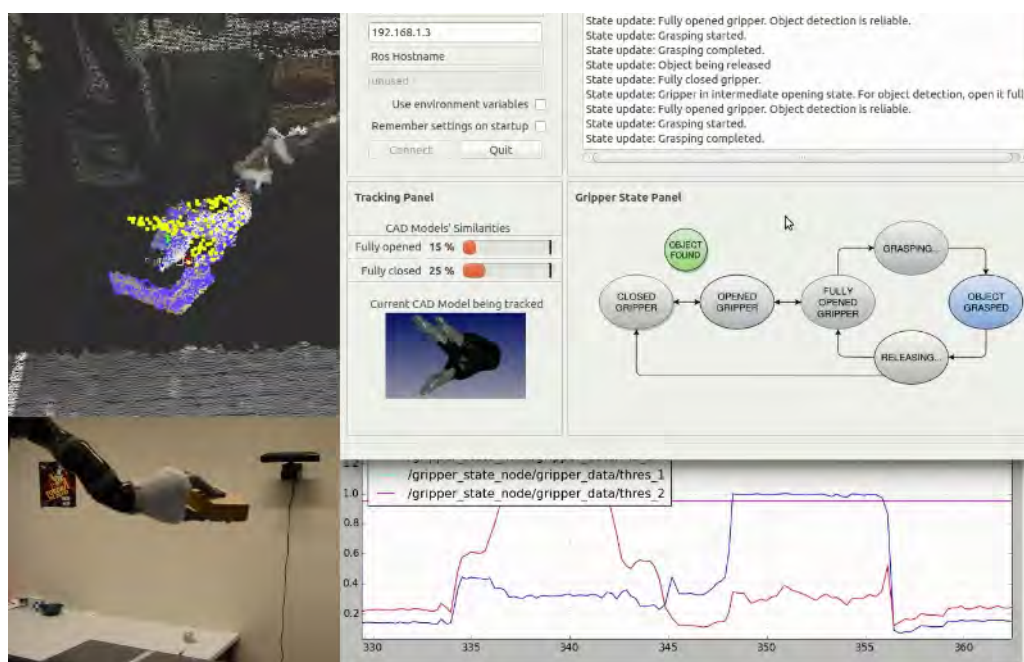 192.168.1.3
Ros Hostname
unused
Use environment variables
Remember settings on startup
Connect
Quit
State update: Fully opened gripper. Object detection is reliable.
State update: Grasping started.
State update: Grasping completed.
State update: Object being released
State update: Fully closed gripper.
State update: Gripper in intermediate opening state. For object detection, open it full
State update: Fully opened gripper. Object detection is reliable.
State update: Grasping started.
State update: Grasping completed.
Tracking Panel
CAD Models' Similarities
Fully opened 15 %
Fully closed 25 %
Current CAD Model being tracked
Gripper State Panel
OBJECT
FOUND
GRASPING...
CLOSED
GRIPPER
OPENED
GRIPPER
FULLY
OPENED
GRIPPER
OBJECT
GRASPED
RELEASING...
/gripper_state_node/gripper_data/thres_1
/gripper_state_node/gripper_data/thres_2
1.2
1.0
0.8
0.6
0.4
0.2
330 335 340 345 350 355 360